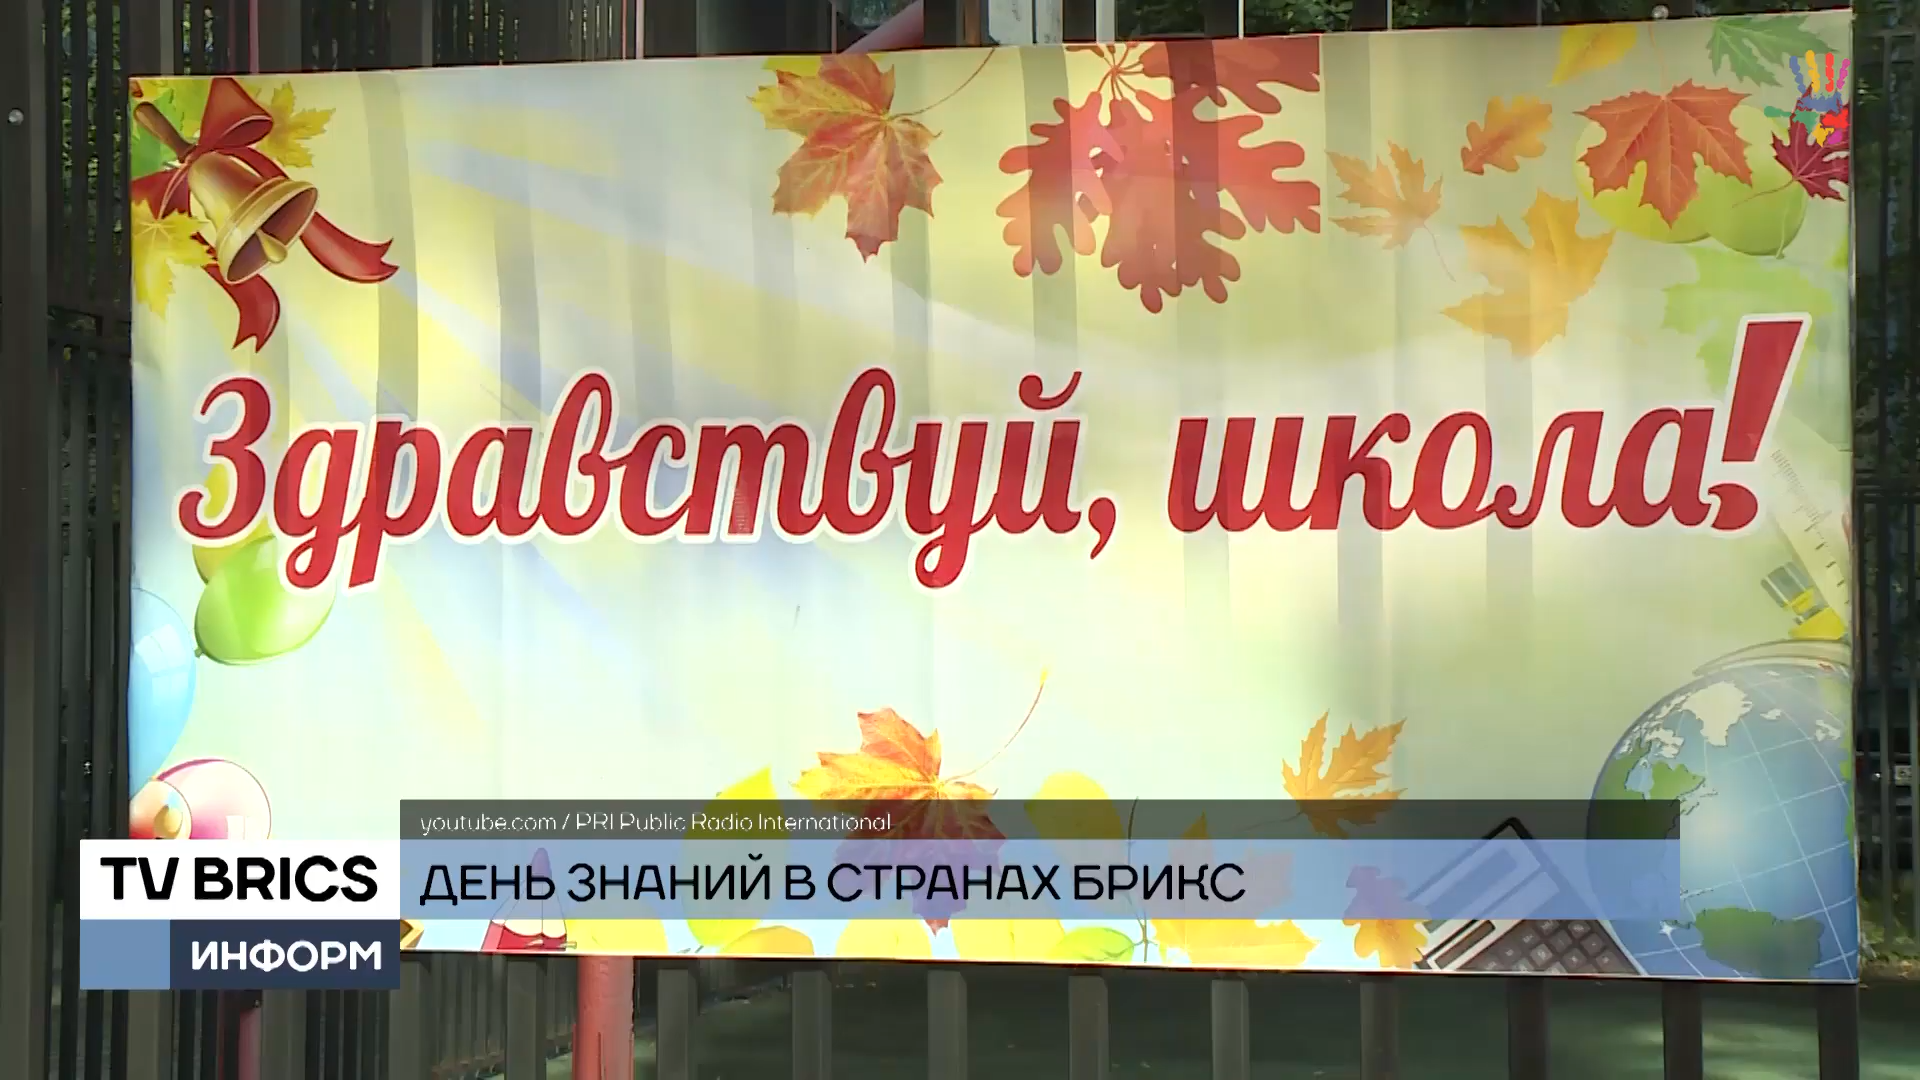 Здравствуй, школа!
youtube.com / PRI Public Radio International
TV BRICS
ДЕНЬ ЗНАНИЙ В СТРАНАХ БРИКС
ИНФОРМ